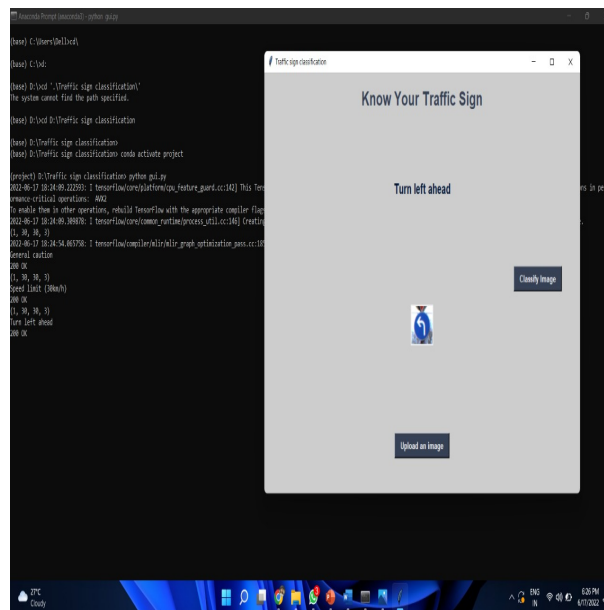 Anaconda Prompt (anaconda3) - python gui.py
(base) C:\Users\Dell>cd\
(base) C:\>d:
(base) D:\>cd '.\Traffic sign classification\'
The system cannot find the path specified.
(base) D:\>cd D:\Traffic sign classification
(base) D:\Traffic sign classification>
(base) D:\Traffic sign classification> conda activate project
(project) D:\Traffic sign classification> python gui.py
2022-06-17 18:24:09.222593: I tensorflow/core/platform/cpu_feature_guard.cc:142] This Ten
ns in pe
rmance-critical operations: AVX2
To enable them in other operations, rebuild TensorFlow with the appropriate compiler flags
2022-06-17 18:24:09.309878: I tensorflow/core/common_runtime/process_util.cc:146] Creating
(1, 30, 30, 3)
2022-06-17 18:24:54.065758: I tensorflow/compiler/mlir/mlir_graph_optimization_pass.cc:185
General caution
200 OK
(1, 30, 30, 3)
Speed limit (30km/h)
200 OK
(1, 30, 30, 3)
Turn left ahead
200 OK
Traffic sign classification
Know Your Traffic Sign
Turn left ahead
Classify Image
Upload an image
27°C
Cloudy
ENG
IN
6:26 PM
6/17/2022